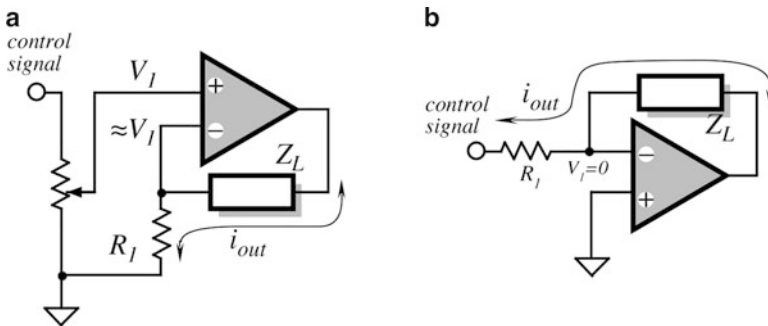 a
control
signal
V1
+
≈V1
−
ZL
R1
iout
b
iout
control
signal
ZL
R1
V1=0
−
+